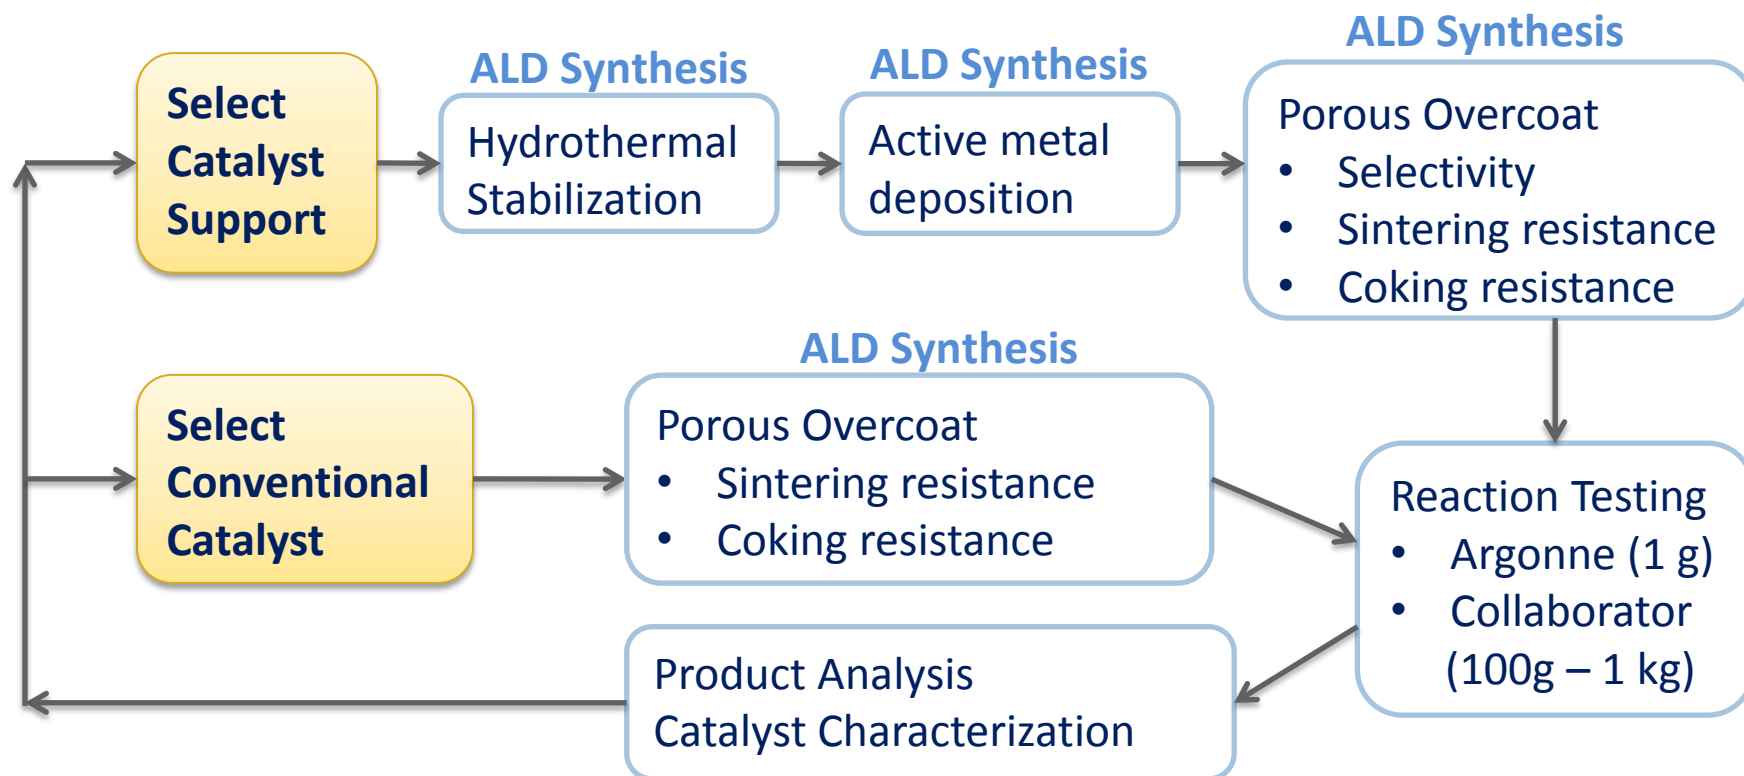 ALD Synthesis
ALD Synthesis
ALD Synthesis
Select
Catalyst
Support
Hydrothermal
Stabilization
Active metal
deposition
Porous Overcoat
• Selectivity
• Sintering resistance
• Coking resistance
ALD Synthesis
Select
Conventional
Catalyst
Porous Overcoat
• Sintering resistance
• Coking resistance
Reaction Testing
• Argonne (1 g)
• Collaborator
(100g – 1 kg)
Product Analysis
Catalyst Characterization